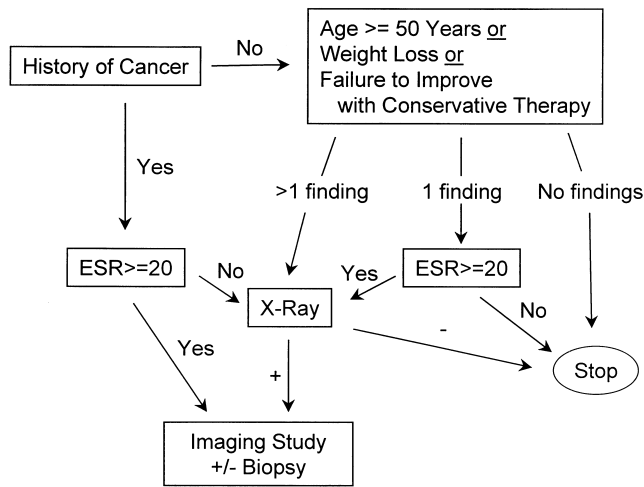 No
History of Cancer
Age >= 50 Years or
Weight Loss or
Failure to Improve
with Conservative Therapy
Yes
>1 finding
1 finding
No findings
ESR>=20
No
Yes
ESR>=20
X-Ray
No
Yes
-
+
Stop
Imaging Study
+/- Biopsy